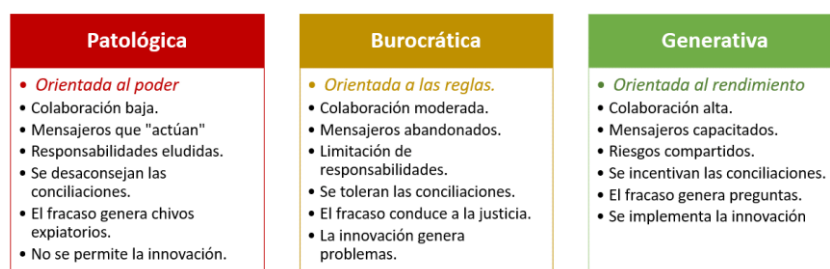 Patológica
• Orientada al poder
• Colaboración baja.
• Mensajeros que "actúan"
• Responsabilidades eludidas.
• Se desaconsejan las
conciliaciones.
• El fracaso genera chivos
expiatorios.
• No se permite la innovación.
Burocrática
• Orientada a las reglas.
• Colaboración moderada.
• Mensajeros abandonados.
• Limitación de
responsabilidades.
• Se toleran las conciliaciones.
• El fracaso conduce a la justicia.
• La innovación genera
problemas.
Generativa
• Orientada al rendimiento
• Colaboración alta.
• Mensajeros capacitados.
• Riesgos compartidos.
• Se incentivan las conciliaciones.
• El fracaso genera preguntas.
• Se implementa la innovación